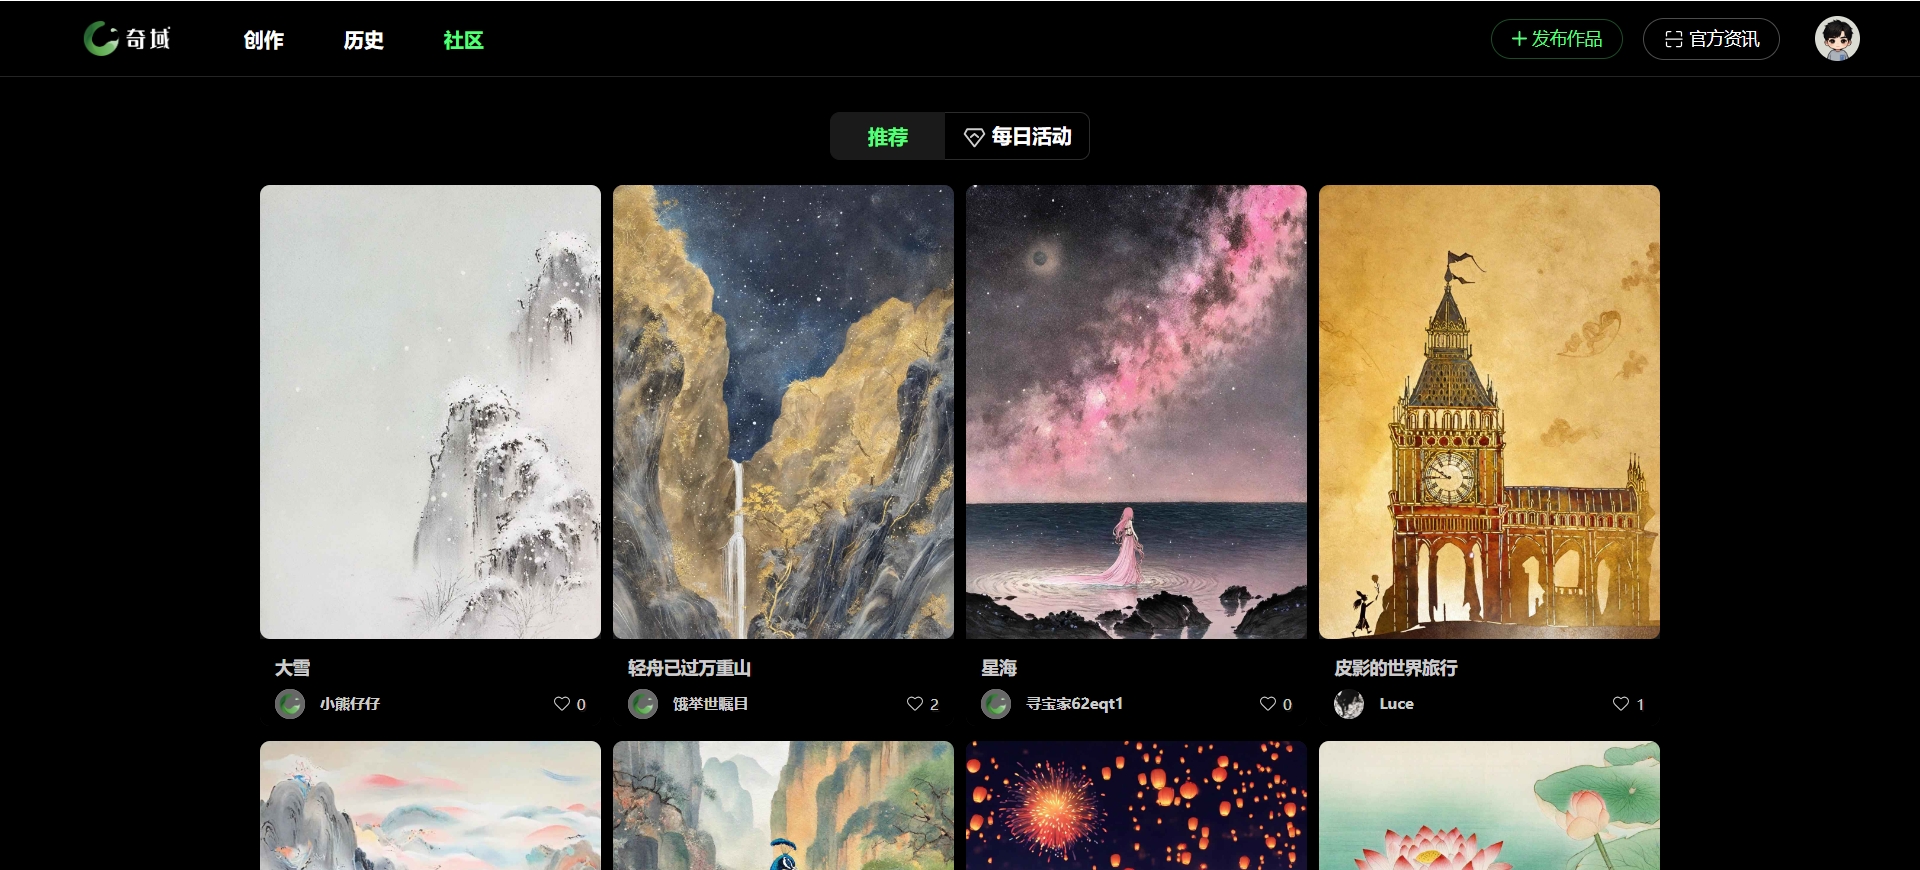 奇域
创作
历史
社区
+ 发布作品
官方资讯
推荐
每日活动
大雪
小熊仔仔
0
轻舟已过万重山
饿举世瞩目
2
星海
寻宝家62eqt1
0
皮影的世界旅行
Luce
1